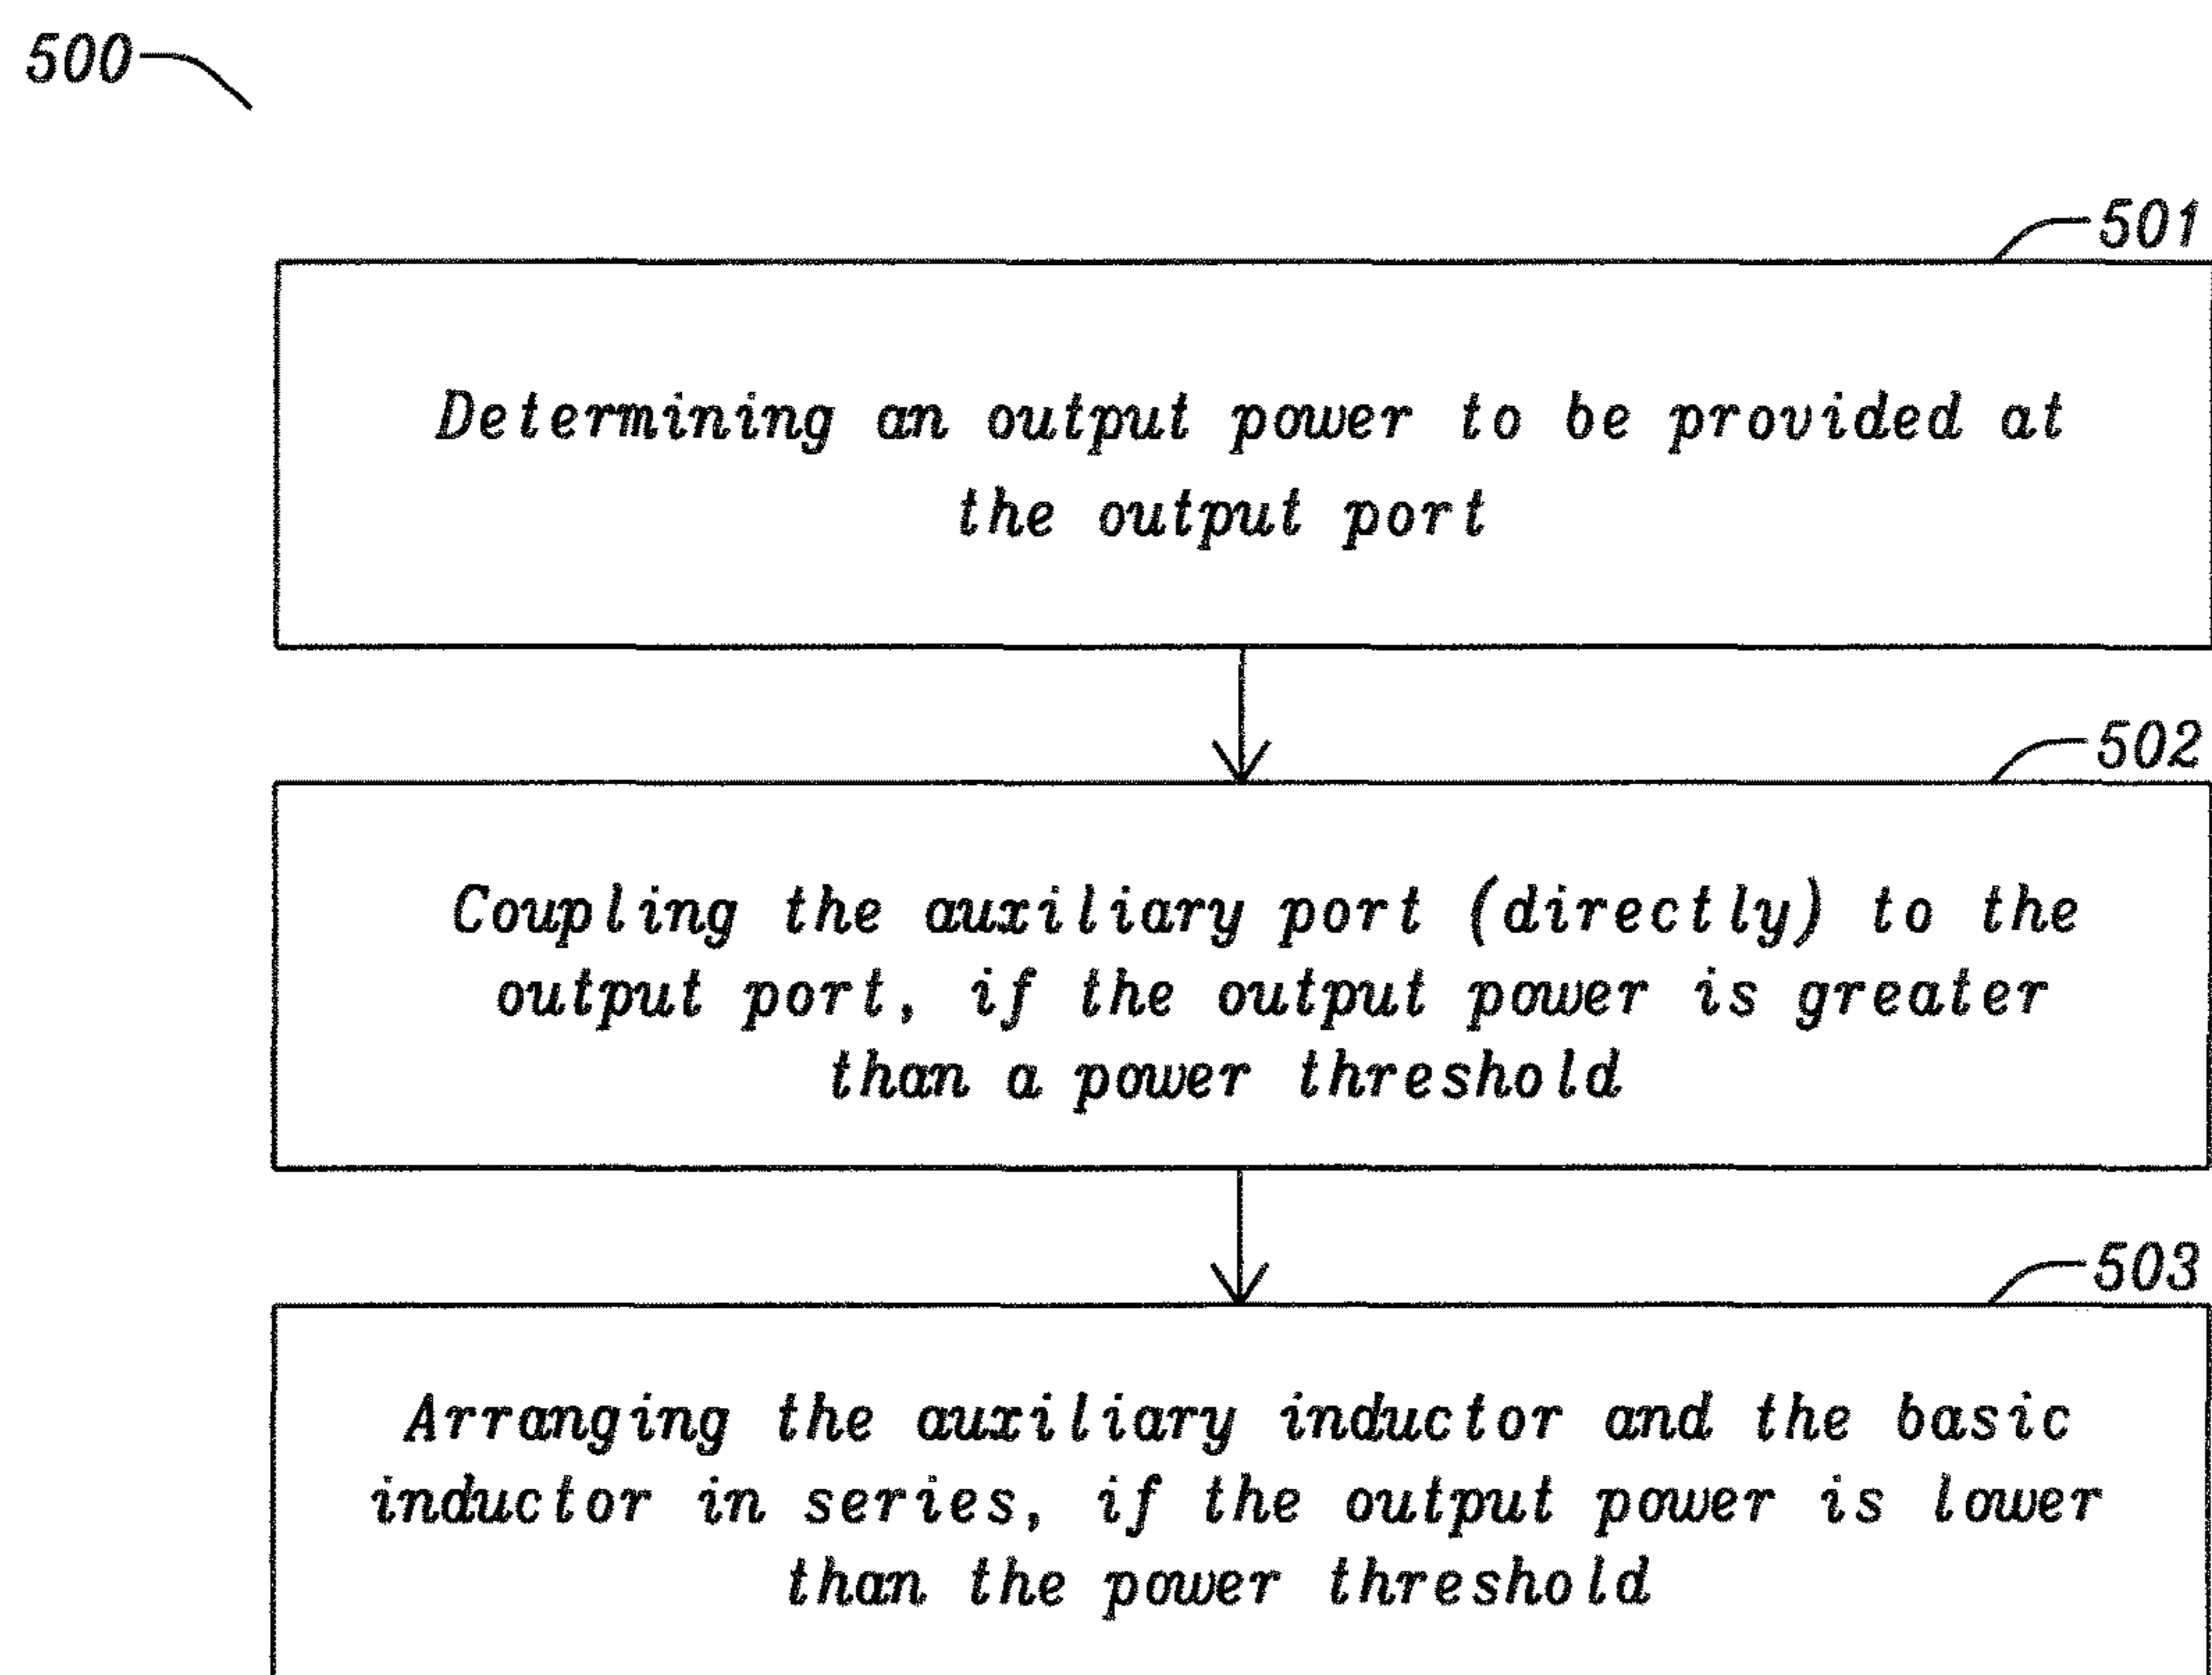 500
501
Determining an output power to be provided at
the output port
502
Coupling the auxiliary port (directly) to the
output port, if the output power is greater
than a power threshold
503
Arranging the auxiliary inductor and the basic
inductor in series, if the output power is lower
than the power threshold